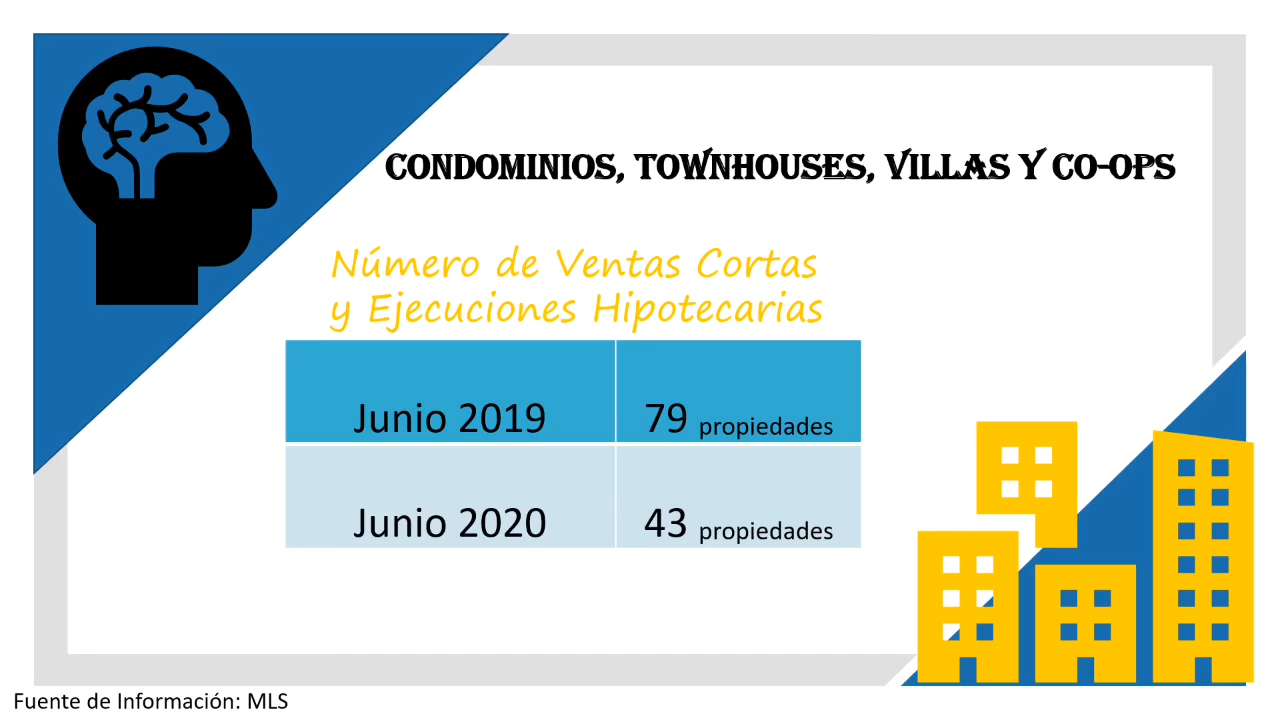 CONDOMINIOS, TOWNHOUSES, VILLAS Y CO-OPS
Número de Ventas Cortas
y Ejecuciones Hipotecarias
Junio 2019 79 propiedades
Junio 2020 43 propiedades
Fuente de Información: MLS